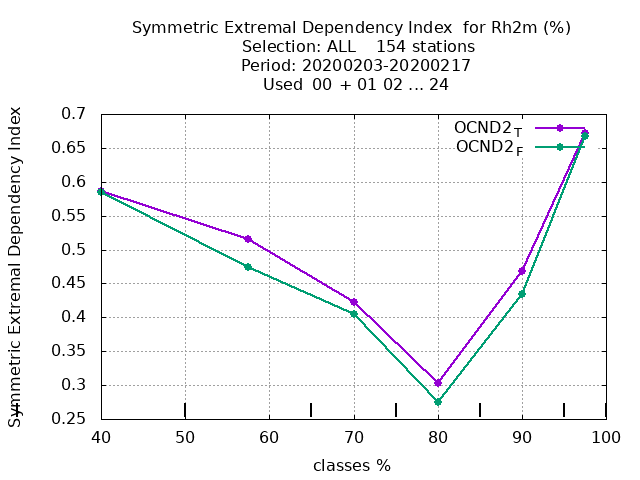 Symmetric Extremal Dependency Index  for Rh2m (%)
Selection: ALL    154 stations
Period: 20200203-20200217
Used  00 + 01 02 ... 24
Symmetric Extremal Dependency Index
0.7
0.65
0.6
0.55
0.5
0.45
0.4
0.35
0.3
0.25
OCND2_T
OCND2_F
40 50 60 70 80 90 100
classes %